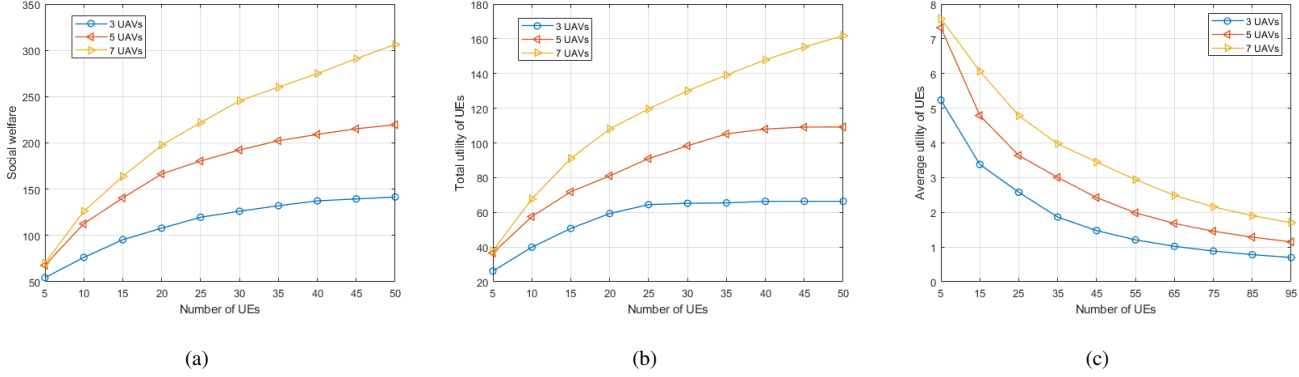 3 UAVs
5 UAVs
7 UAVs
Social welfare
350
300
250
200
150
100
50
5 10 15 20 25 30 35 40 45 50
Number of UEs
(a)
3 UAVs
5 UAVs
7 UAVs
Total utility of UEs
180
160
140
120
100
80
60
40
20
5 10 15 20 25 30 35 40 45 50
Number of UEs
(b)
3 UAVs
5 UAVs
7 UAVs
Average utility of UEs
8
7
6
5
4
3
2
1
0
5 15 25 35 45 55 65 75 85 95
Number of UEs
(c)